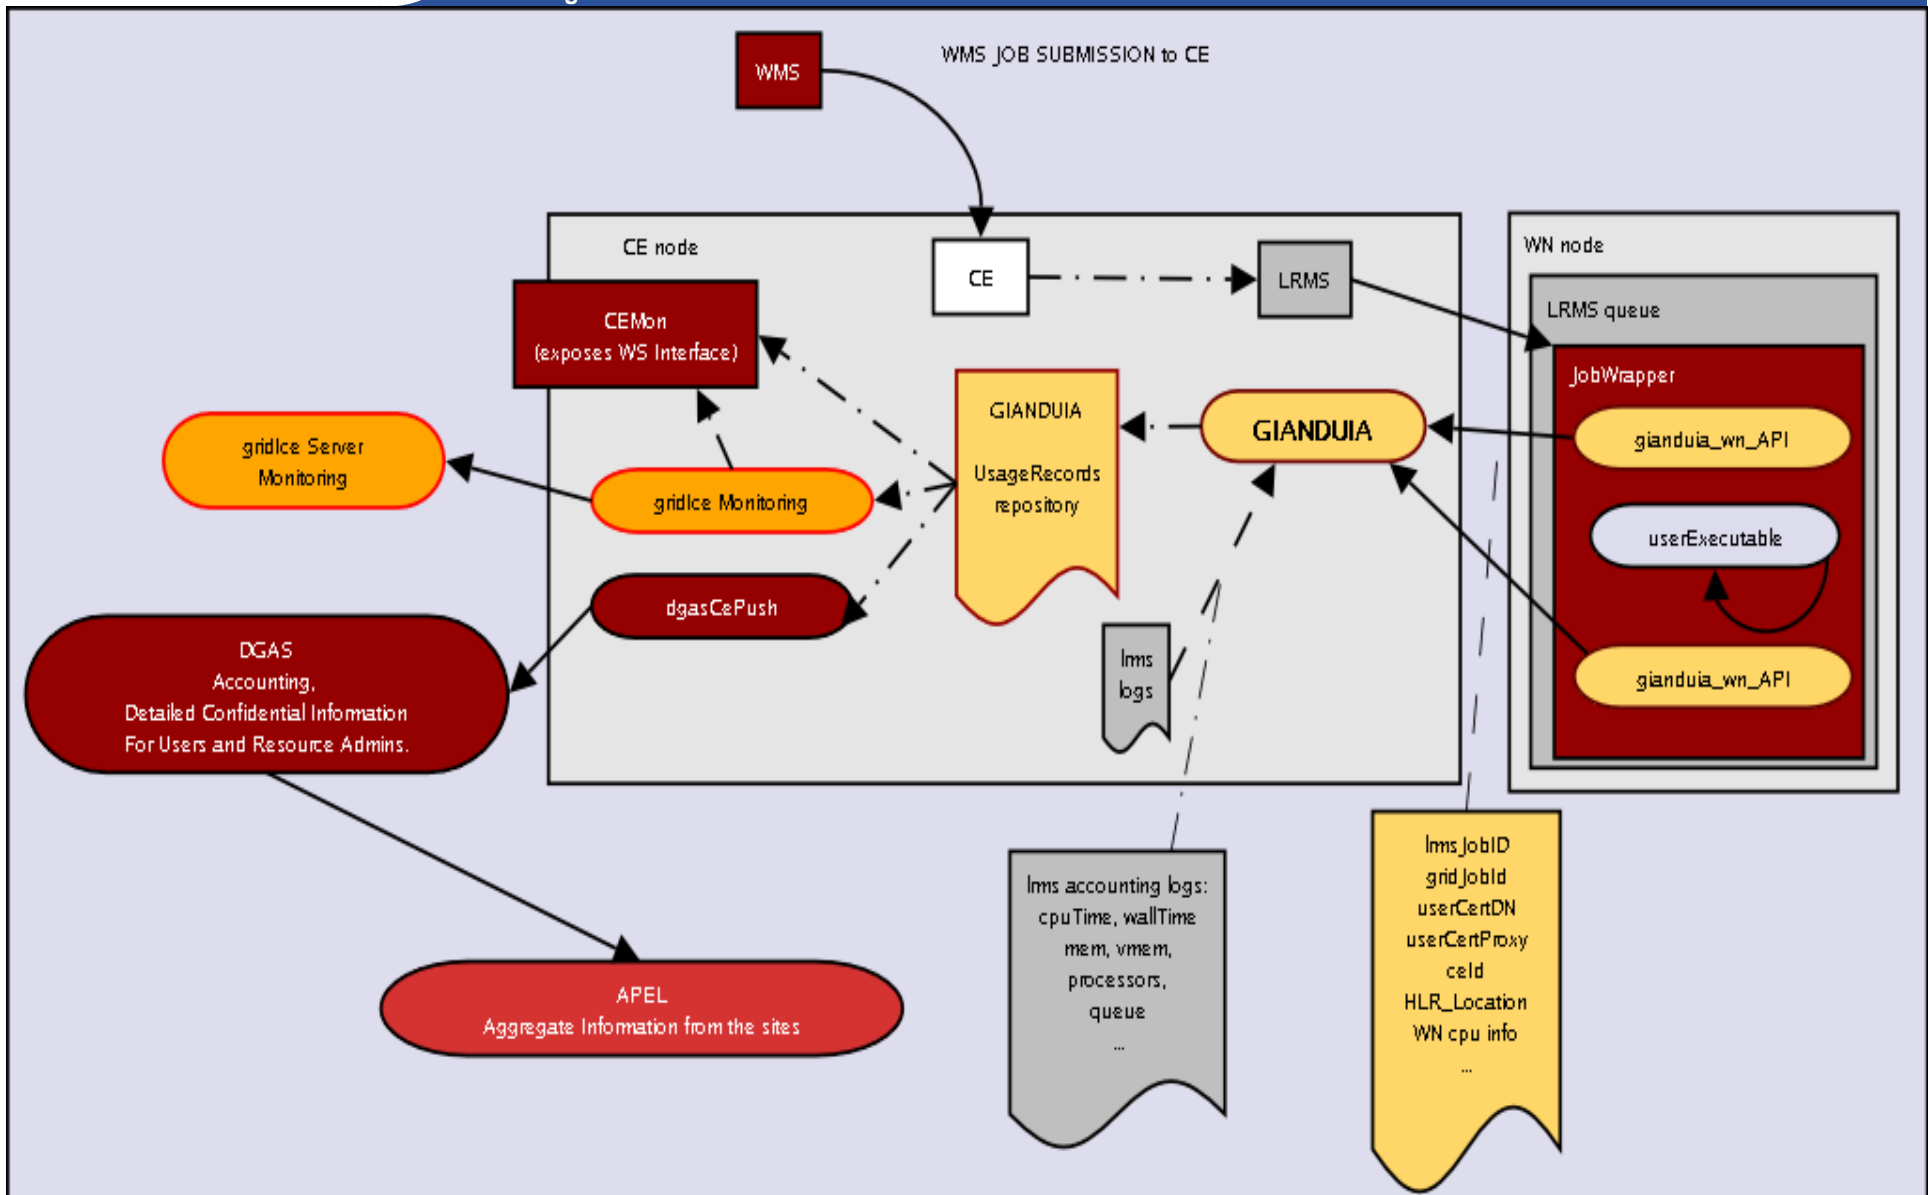 WMS
WMS JOB SUBMISSION to CE
CE node
CE
LRMS
WN node
LRMS queue
CEMon
(exposes WS Interface)
JobWrapper
GIANDUIA
UsageRecords
repository
GIANDUIA
gianduia_wn_API
gridIce Server
Monitoring
gridIce Monitoring
userExecutable
dgasCePush
lrms
logs
gianduia_wn_API
DGAS
Accounting,
Detailed Confidential Information
For Users and Resource Admins.
lrms accounting logs:
cpuTime, wallTime
mem, vmem,
processors,
queue
...
lrmsJobID
gridJobId
userCertDN
userCertProxy
ceId
HLR_Location
WN cpu info
...
APEL
Aggregate Information from the sites